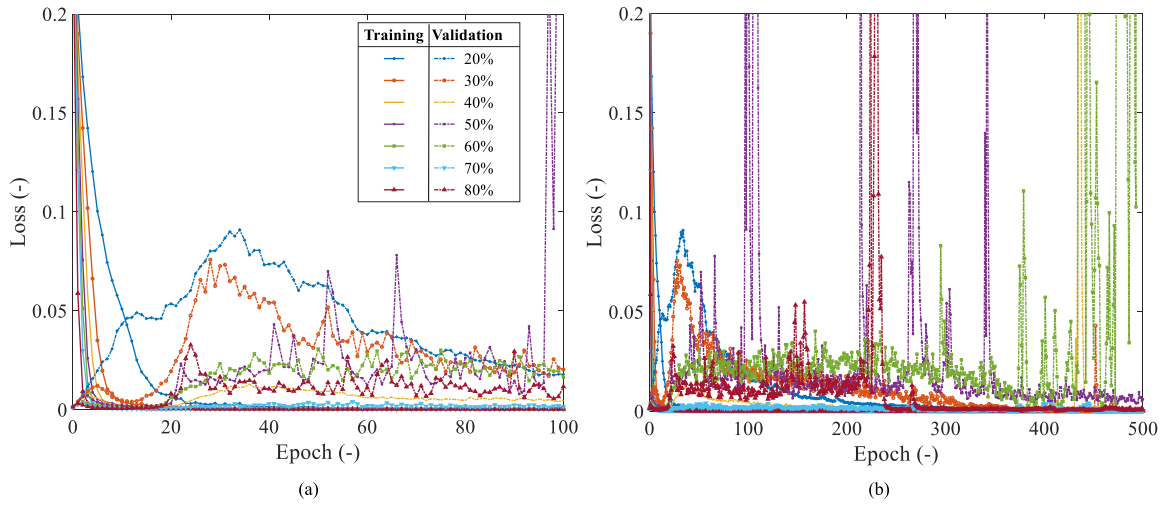 (a)
(b)
0.2
0.15
0.1
0.05
0
Loss (-)
0 20 40 60 80 100
Epoch (-)
Training Validation
20%
30%
40%
50%
60%
70%
80%
0.2
0.15
0.1
0.05
0
Loss (-)
0 100 200 300 400 500
Epoch (-)
(a)
(b)